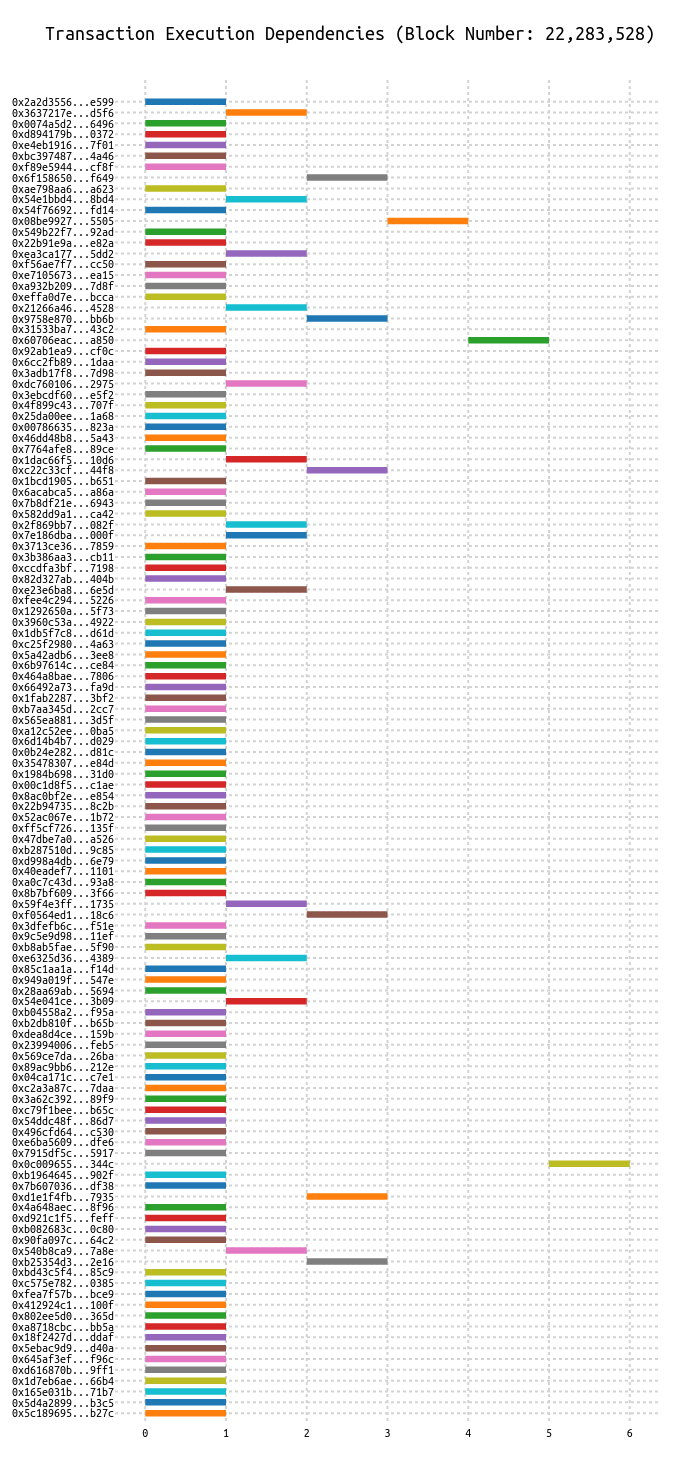 Transaction Execution Dependencies (Block Number: 22,283,528)
0x2a2d3556...e599
0x3637217e...d5f6
0x0074a5d2...6496
0xd894179b...0372
0xe4eb1916...7f01
0xbc397487...4a46
0xf89e5944...cf8f
0x6f158650...f649
0xae798aa6...a623
0x54e1bbd4...8bd4
0x54f76692...fd14
0x08be9927...5505
0x549b22f7...92ad
0x22b91e9a...e82a
0xea3ca177...5dd2
0xf56ae7f7...cc50
0xe7105673...ea15
0xa932b209...7d8f
0xeffa0d7e...bcca
0x21266a46...4528
0x9758e870...bb6b
0x31533ba7...43c2
0x60706eac...a850
0x92ab1ea9...cf0c
0x6cc2fb89...1daa
0x3adb17f8...7d98
0xdc760106...2975
0x3ebcdf60...e5f2
0x4f899c43...707f
0x25da00ee...1a68
0x00786635...823a
0x46dd48b8...5a43
0x7764afe8...89ce
0x1dac66f5...10d6
0xc22c33cf...44f8
0x1bcd1905...b651
0x6acabca5...a86a
0x7b8df21e...6943
0x582dd9a1...ca42
0x2f869bb7...082f
0x7e186dba...000f
0x3713ce36...7859
0x3b386aa3...cb11
0xccdfa3bf...7198
0x82d327ab...404b
0xe23e6ba8...6e5d
0xfee4c294...5226
0x1292650a...5f73
0x3960c53a...4922
0x1db5f7c8...d61d
0xc25f2980...4a63
0x5a42adb6...3ee8
0x6b97614c...ce84
0x464a8bae...7806
0x66492a73...fa9d
0x1fab2287...3bf2
0xb7aa345d...2cc7
0x565ea881...3d5f
0xa12c52ee...0ba5
0x6d14b4b7...d029
0x0b24e282...d81c
0x35478307...e84d
0x1984b698...31d0
0x00c1d8f5...c1ae
0x8ac0bf2e...e854
0x22b94735...8c2b
0x52ac067e...1b72
0xff5cf726...135f
0x47dbe7a0...a526
0xb287510d...9c85
0xd998a4db...6e79
0x40eadef7...1101
0xa0c7c43d...93a8
0x8b7bf609...3f66
0x59f4e3ff...1735
0xf0564ed1...18c6
0x3dfefb6c...f51e
0x9c5e9d98...11ef
0xb8ab5fae...5f90
0xe6325d36...4389
0x85c1aa1a...f14d
0x949a019f...547e
0x28aa69ab...5694
0x54e041ce...3b09
0xb04558a2...f95a
0xb2db810f...b65b
0xdea8d4ce...159b
0x23994006...feb5
0x569ce7da...26ba
0x89ac9bb6...212e
0x04ca171c...c7e1
0xc2a3a87c...7daa
0x3a62c392...89f9
0xc79f1bee...b65c
0x54ddc48f...86d7
0x496cfd64...c530
0xe6ba5609...dfe6
0x7915df5c...5917
0x0c009655...344c
0xb1964645...902f
0x7b607036...df38
0xd1e1f4fb...7935
0x4a648aec...8f96
0xd921c1f5...feff
0xb082683c...0c80
0x90fa097c...64c2
0x540b8ca9...7a8e
0xb25354d3...2e16
0xbd43c5f4...85c9
0xc575e782...0385
0xfea7f57b...bce9
0x412924c1...100f
0x802ee5d0...365d
0xa8718cbc...bb5a
0x18f2427d...ddaf
0x5ebac9d9...d40a
0x645af3ef...f96c
0xd616870b...9ff1
0x1d7eb6ae...66b4
0x165e031b...71b7
0x5d4a2899...b3c5
0x5c189695...b27c
0 1 2 3 4 5 6